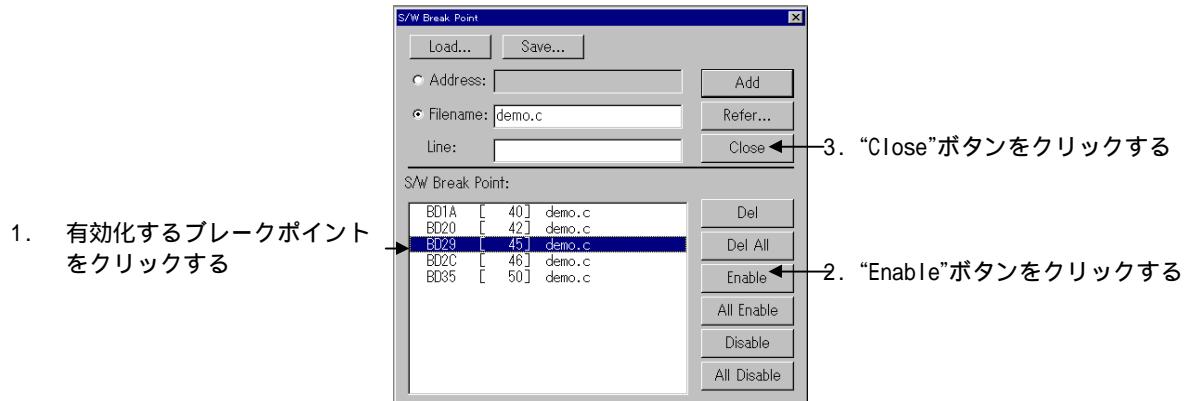 S/W Break Point
Load... Save...
Address: Add
Filename: demo.c Refer...
Line: Close
3. “Close”ボタンをクリックする
S/W Break Point:
BD1A [ 40] demo.c
BD20 [ 42] demo.c
BD29 [ 45] demo.c
BD2C [ 46] demo.c
BD35 [ 50] demo.c
Del
Del All
Enable
All Enable
Disable
All Disable
1. 有効化するブレークポイント
をクリックする
2. “Enable”ボタンをクリックする